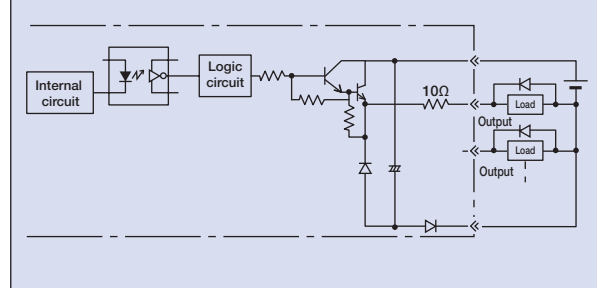 Internal
circuit
Logic
circuit
10Ω
Load
Output
Load
Output